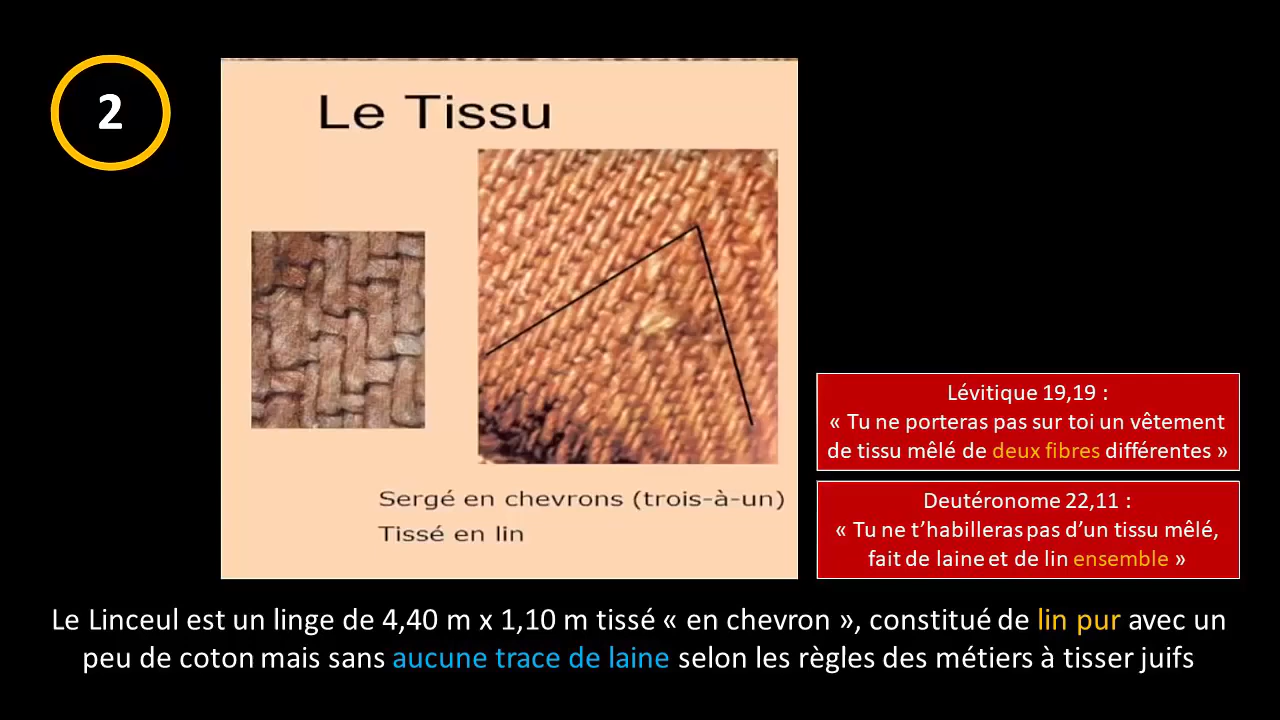 2
Le Tissu
Sergé en chevrons (trois-à-un)
Tissé en lin
Lévitique 19,19 :
« Tu ne porteras pas sur toi un vêtement
de tissu mêlé de deux fibres différentes »
Deutéronome 22,11 :
« Tu ne t’habilleras pas d’un tissu mêlé,
fait de laine et de lin ensemble »
Le Linceul est un linge de 4,40 m x 1,10 m tissé « en chevron », constitué de lin pur avec un
peu de coton mais sans aucune trace de laine selon les règles des métiers à tisser juifs